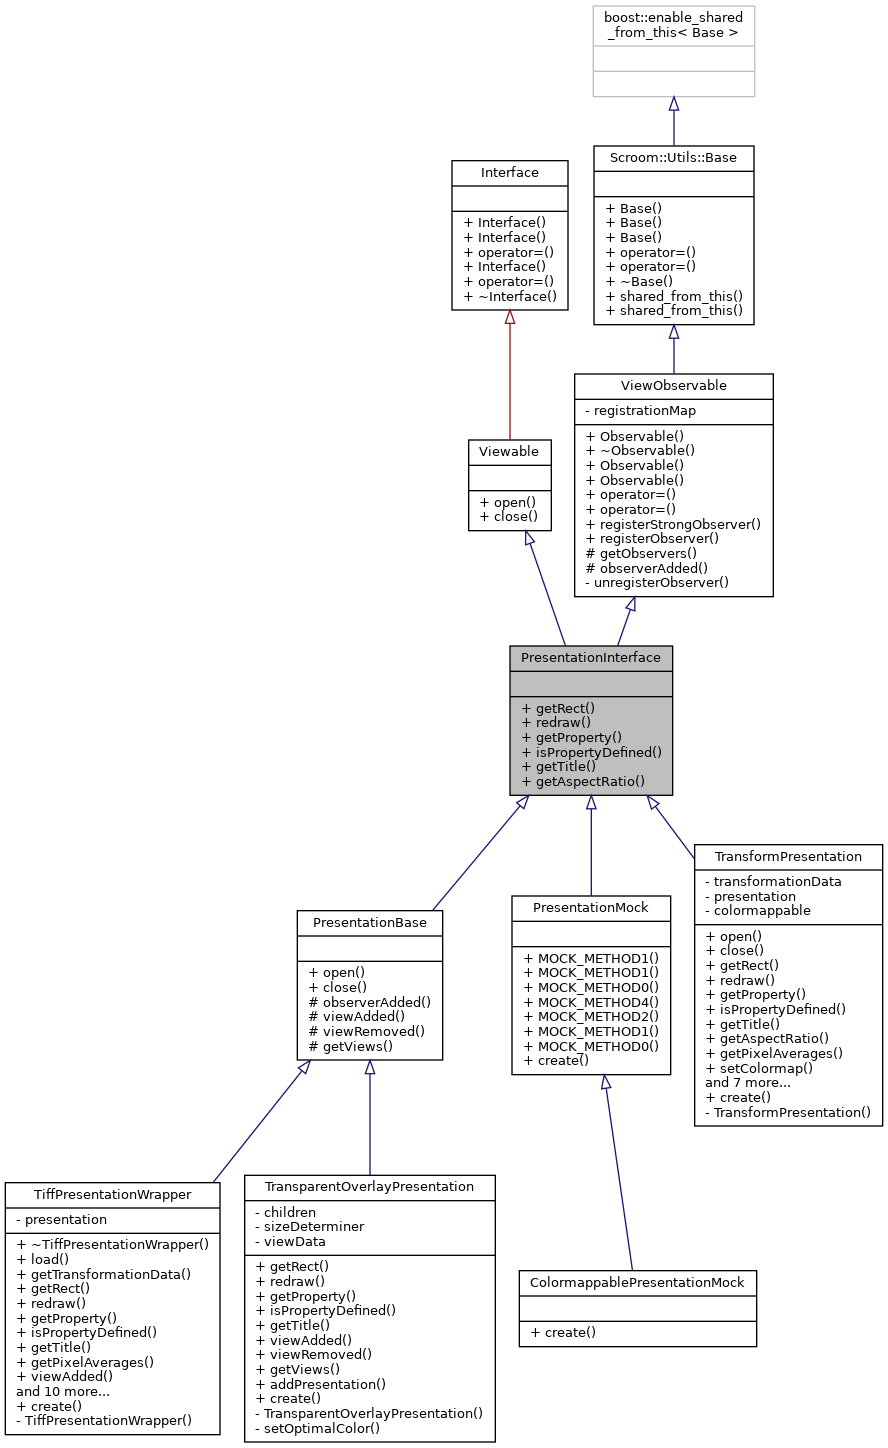 boost::enable_shared
_from_this< Base >
Interface
+ Interface()
+ Interface()
+ operator=()
+ Interface()
+ operator=()
+ ~Interface()
Scroom::Utils::Base
+ Base()
+ Base()
+ Base()
+ operator=()
+ operator=()
+ ~Base()
+ shared_from_this()
+ shared_from_this()
Viewable
+ open()
+ close()
ViewObservable
- registrationMap
+ Observable()
+ ~Observable()
+ Observable()
+ Observable()
+ operator=()
+ operator=()
+ registerStrongObserver()
+ registerObserver()
# getObservers()
# observerAdded()
- unregisterObserver()
PresentationInterface
+ getRect()
+ redraw()
+ getProperty()
+ isPropertyDefined()
+ getTitle()
+ getAspectRatio()
PresentationBase
+ open()
+ close()
# observerAdded()
# viewAdded()
# viewRemoved()
# getViews()
PresentationMock
+ MOCK_METHOD1()
+ MOCK_METHOD1()
+ MOCK_METHOD0()
+ MOCK_METHOD4()
+ MOCK_METHOD2()
+ MOCK_METHOD1()
+ MOCK_METHOD0()
+ create()
TransformPresentation
- transformationData
- presentation
- colormappable
+ open()
+ close()
+ getRect()
+ redraw()
+ getProperty()
+ isPropertyDefined()
+ getTitle()
+ getAspectRatio()
+ getPixelAverages()
+ setColormap()
and 7 more...
+ create()
- TransformPresentation()
TiffPresentationWrapper
- presentation
+ ~TiffPresentationWrapper()
+ load()
+ getTransformationData()
+ getRect()
+ redraw()
+ getProperty()
+ isPropertyDefined()
+ getTitle()
+ getPixelAverages()
+ viewAdded()
and 10 more...
+ create()
- TiffPresentationWrapper()
TransparentOverlayPresentation
- children
- sizeDeterminer
- viewData
+ getRect()
+ redraw()
+ getProperty()
+ isPropertyDefined()
+ getTitle()
+ viewAdded()
+ viewRemoved()
+ getViews()
+ addPresentation()
+ create()
- TransparentOverlayPresentation()
- setOptimalColor()
ColormappablePresentationMock
+ create()